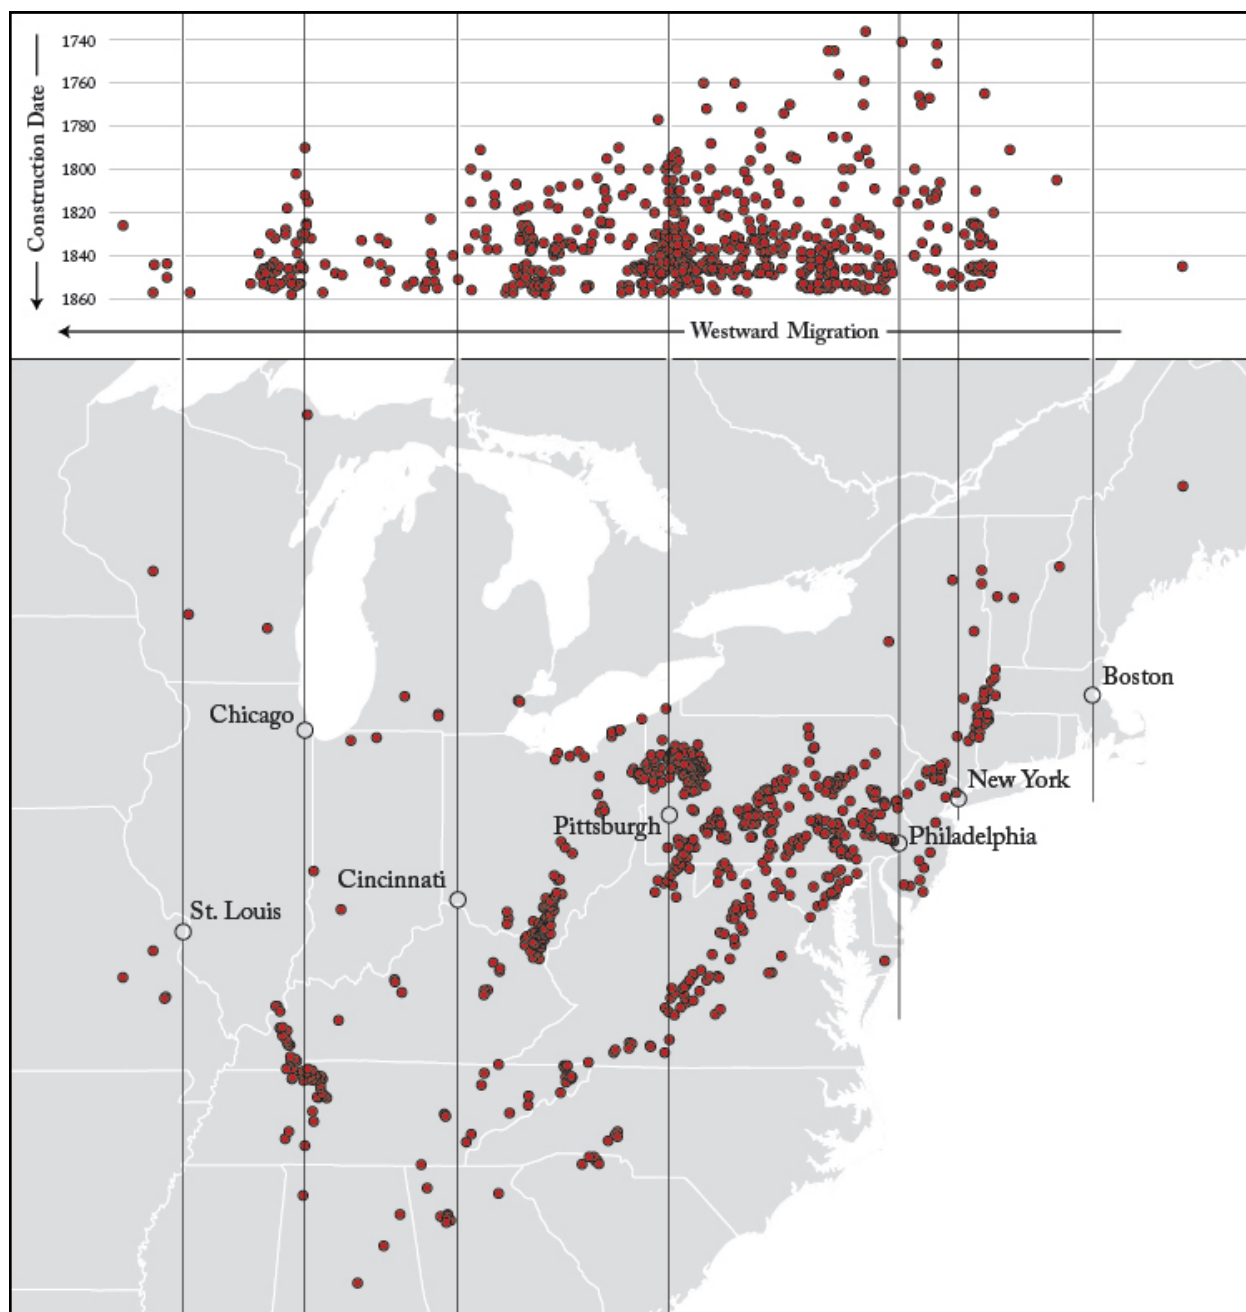 Construction Date
1740
1760
1780
1800
1820
1840
1860
Westward Migration
Boston
Chicago
New York
Pittsburgh
Philadelphia
Cincinnati
St. Louis